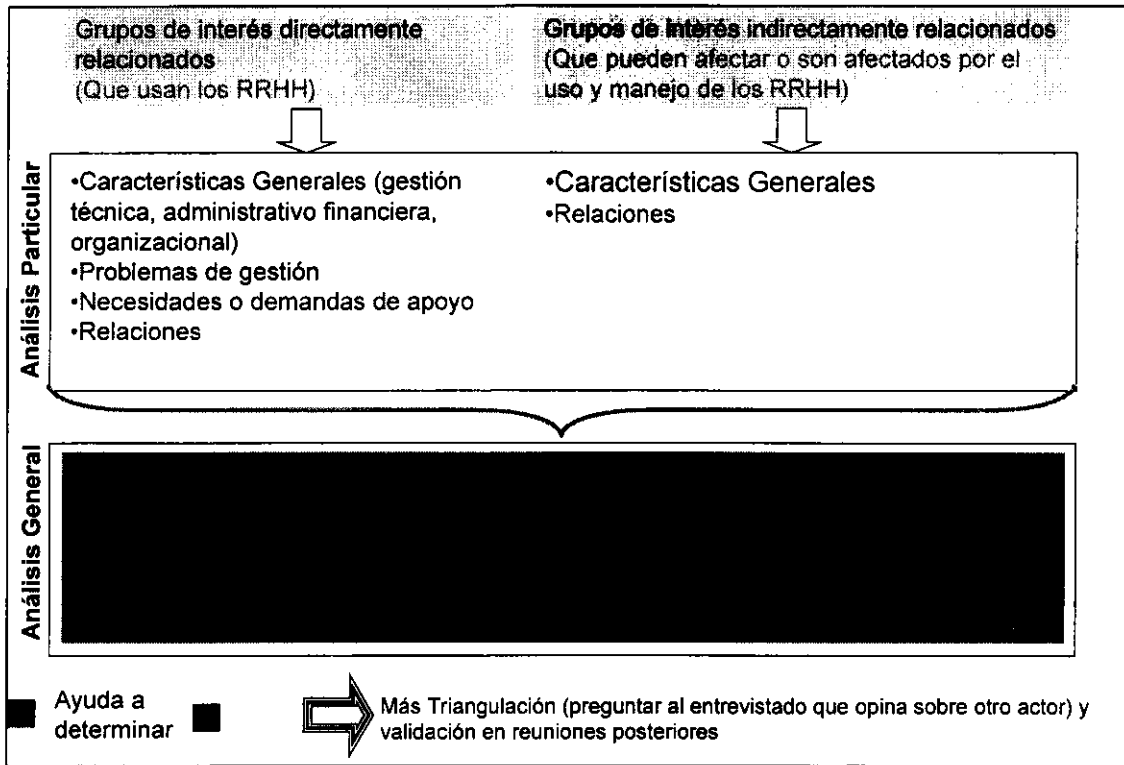 Grupos de interés directamente
relacionados
(Que usan los RRHH)
Grupos de interés indirectamente relacionados
(Que pueden afectar o son afectados por el
uso y manejo de los RRHH)
Análisis Particular
•Características Generales (gestión
técnica, administrativo financiera,
organizacional)
•Problemas de gestión
•Necesidades o demandas de apoyo
•Relaciones
•Características Generales
•Relaciones
Análisis General
Ayuda a
determinar
Más Triangulación (preguntar al entrevistado que opina sobre otro actor) y
validación en reuniones posteriores